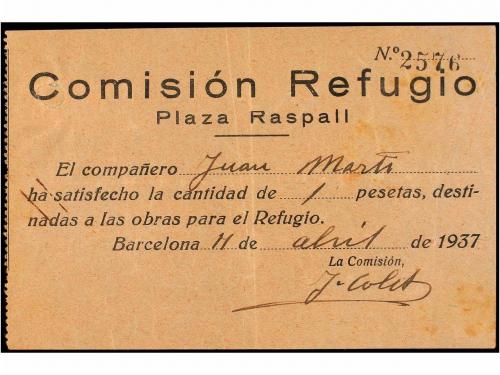 N.º 2576
Comisión Refugio
Plaza Raspall
El compañero Juan Martí
ha satisfecho la cantidad de 1 pesetas, desti-
nadas a las obras para el Refugio.
Barcelona 11 de abril de 1937
La Comisión,
J. Colet